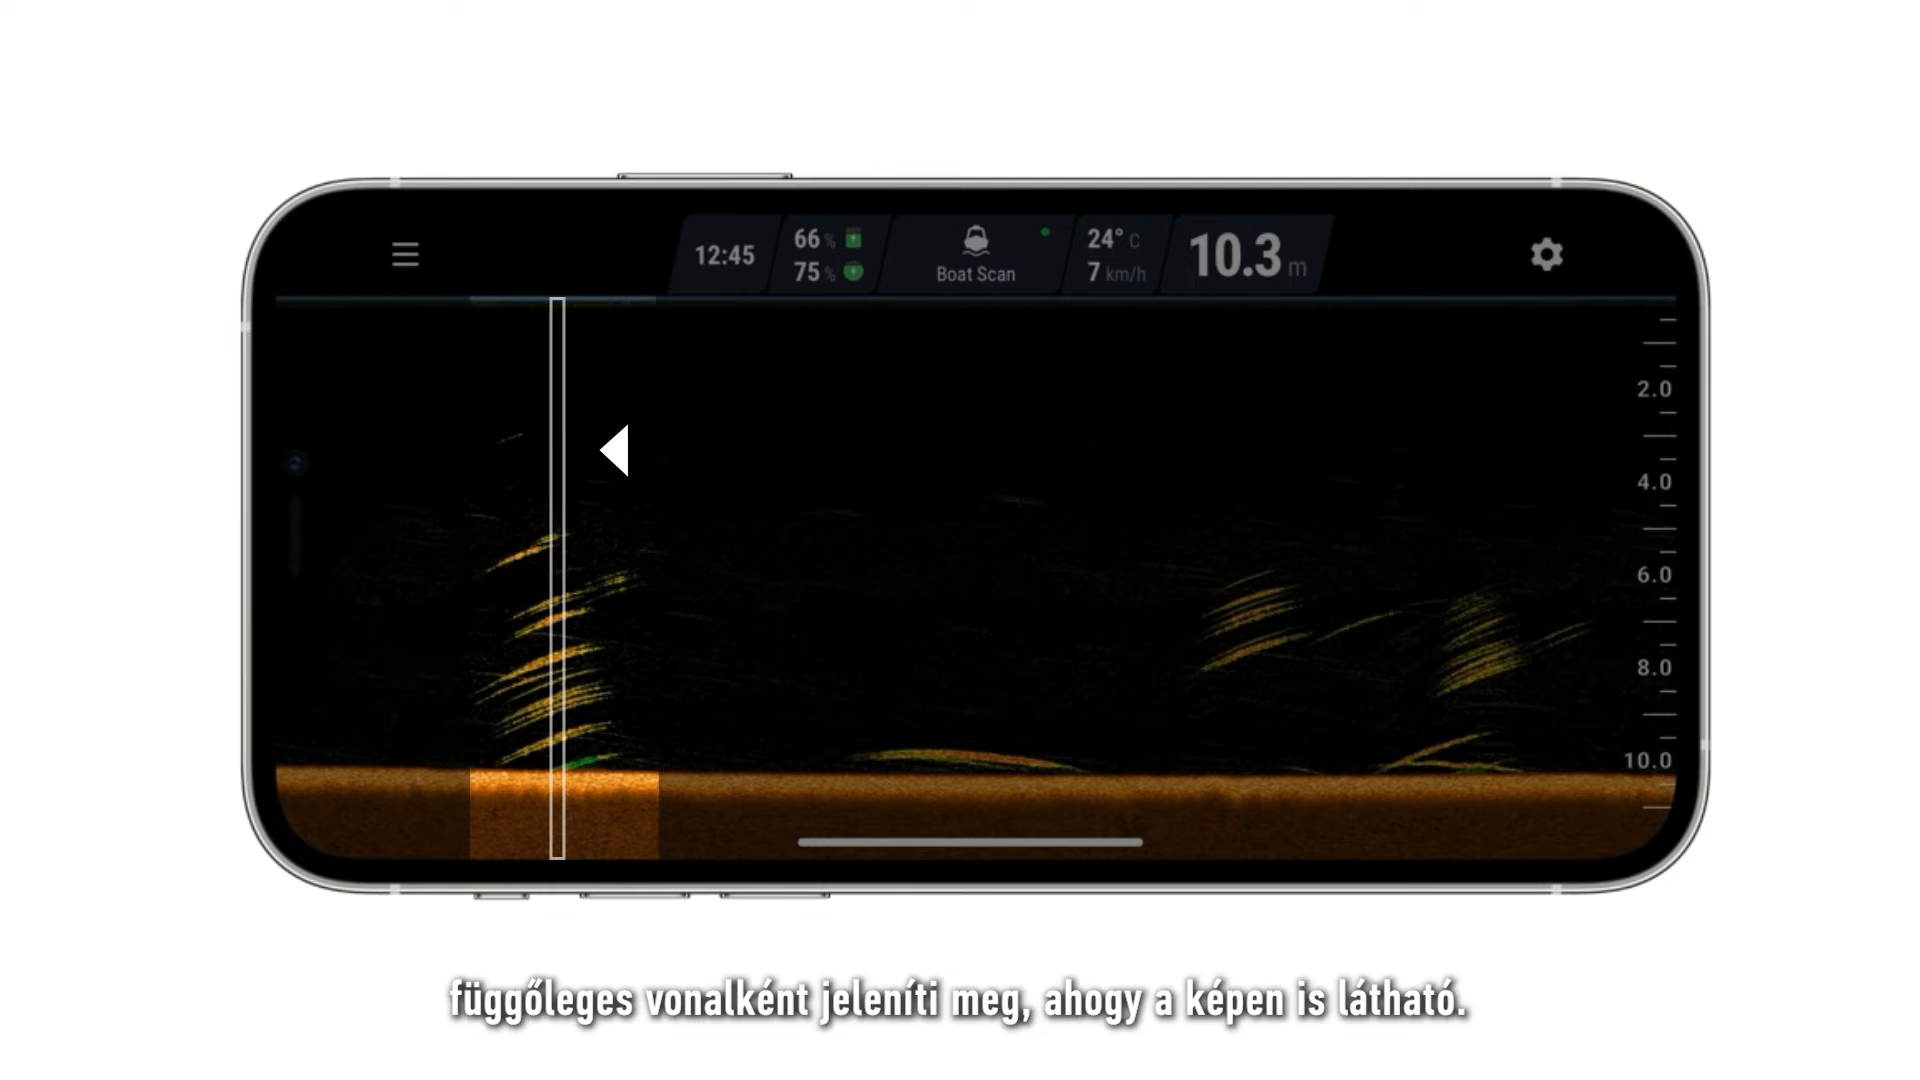 12:45
66 %
75 %
Boat Scan
24° C
7 km/h
10.3 m
2.0
4.0
6.0
8.0
10.0
függőleges vonalként jeleníti meg, ahogy a képen is látható.